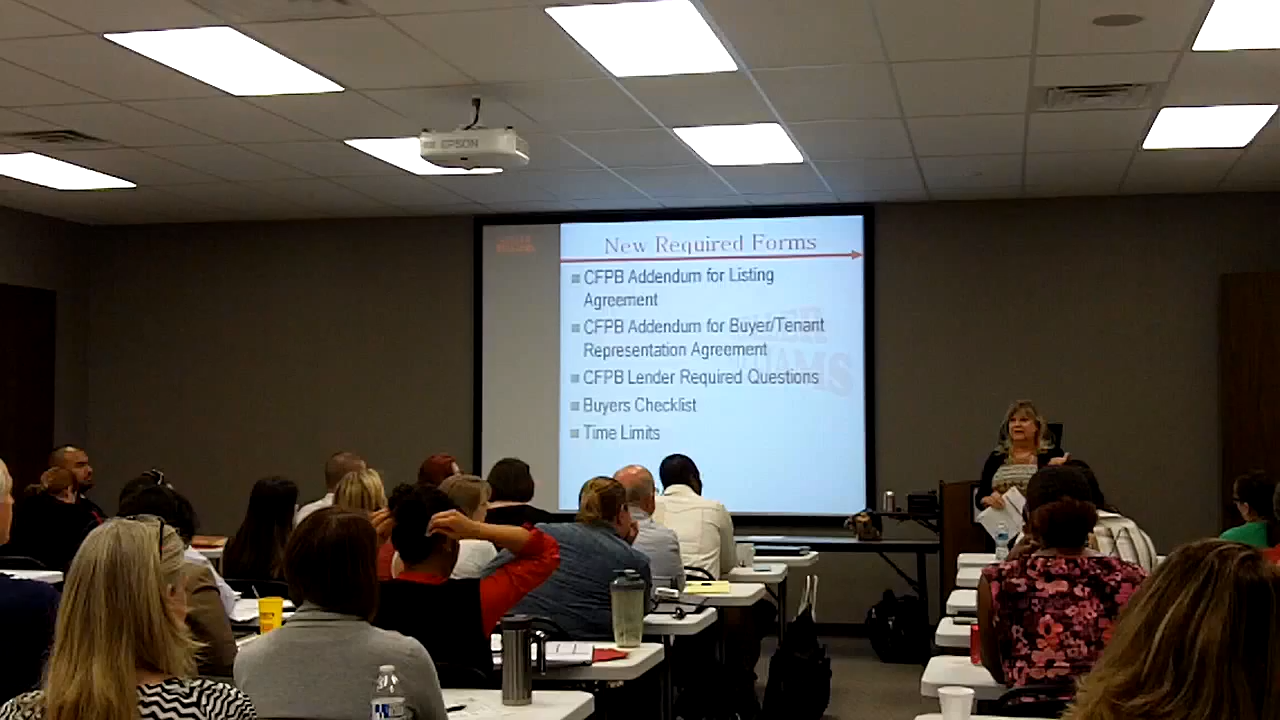 EPSON
New Required Forms
CFPB Addendum for Listing
Agreement
CFPB Addendum for Buyer/Tenant
Representation Agreement
CFPB Lender Required Questions
Buyers Checklist
Time Limits